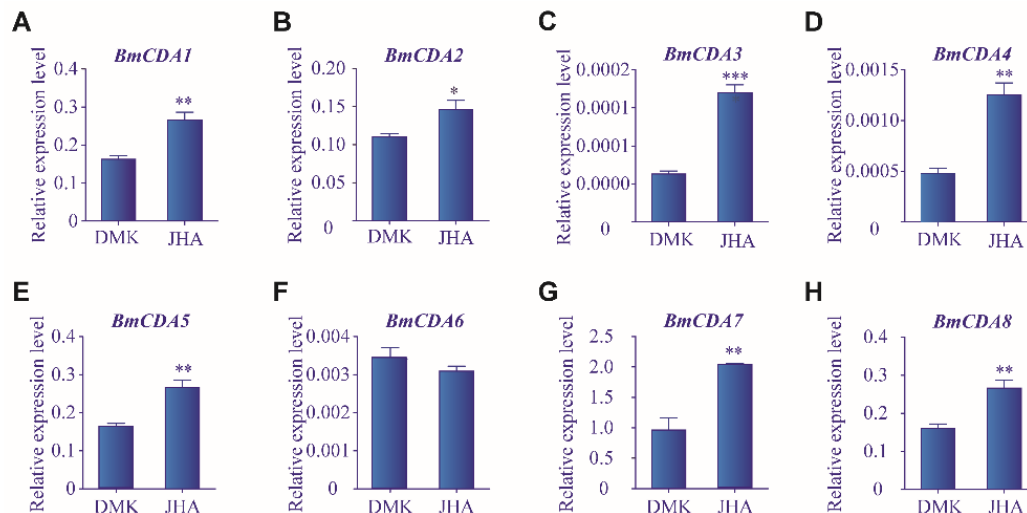 A
BmCDA1
Relative expression level
0.4
0.3
0.2
0.1
0
**
DMK
JHA
B
BmCDA2
Relative expression level
0.20
0.15
0.10
0.05
0
*
DMK
JHA
C
BmCDA3
Relative expression level
0.0002
0.0001
0.0001
0.0000
0
***
DMK
JHA
D
BmCDA4
Relative expression level
0.0015
0.0010
0.0005
0
**
DMK
JHA
E
BmCDA5
Relative expression level
0.4
0.3
0.2
0.1
0
**
DMK
JHA
F
BmCDA6
Relative expression level
0.004
0.003
0.002
0.001
0
DMK
JHA
G
BmCDA7
Relative expression level
2.5
2.0
1.5
1.0
0.5
0
**
DMK
JHA
H
BmCDA8
Relative expression level
0.4
0.3
0.2
0.1
0
**
DMK
JHA